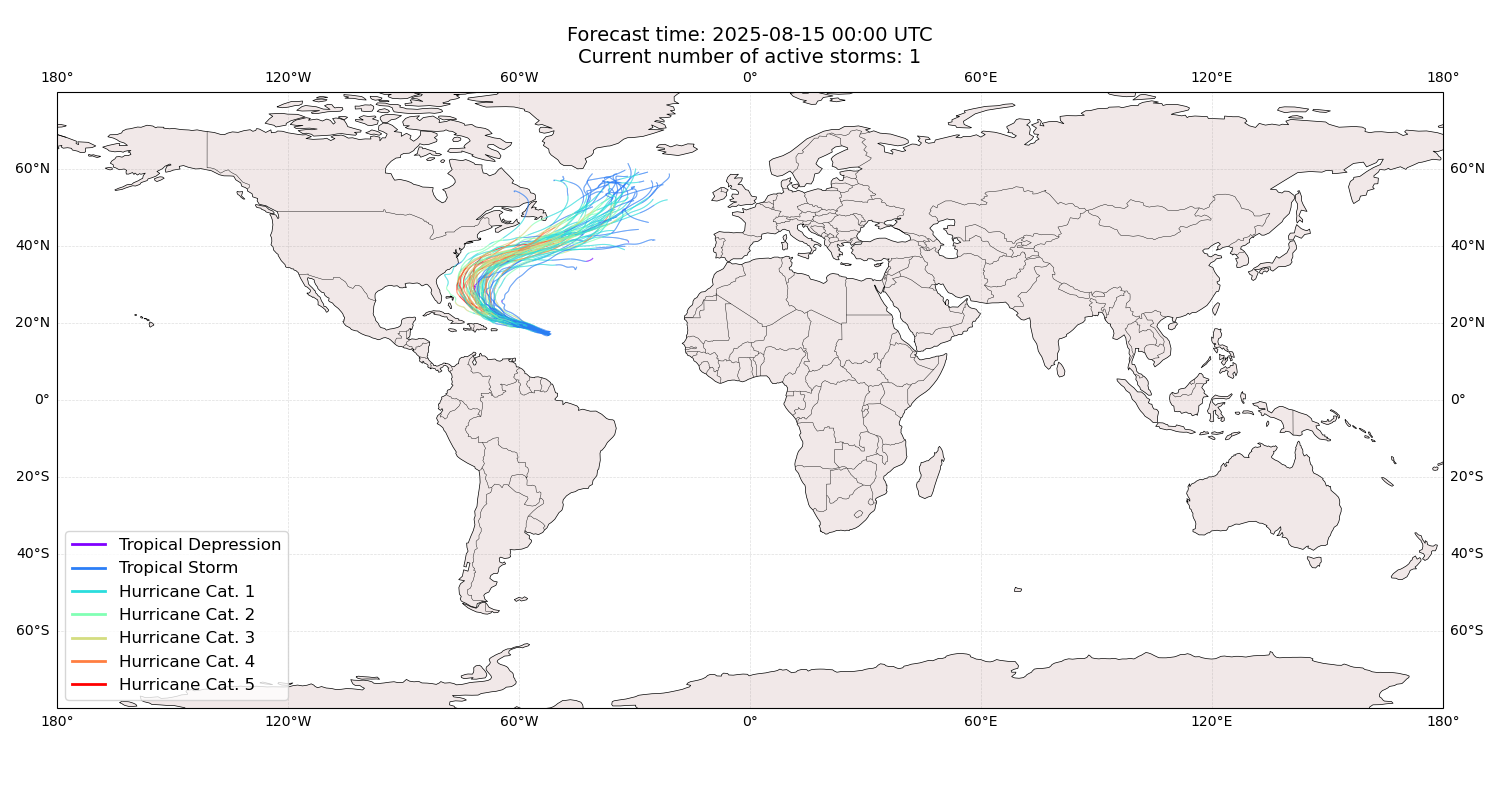 Forecast time: 2025-08-15 00:00 UTC
Current number of active storms: 1
180° 120°W 60°W 0° 60°E 120°E 180°
60°N 60°N
40°N 40°N
20°N 20°N
0° 0°
20°S 20°S
40°S 40°S
60°S 60°S
Tropical Depression
Tropical Storm
Hurricane Cat. 1
Hurricane Cat. 2
Hurricane Cat. 3
Hurricane Cat. 4
Hurricane Cat. 5
180° 120°W 60°W 0° 60°E 120°E 180°